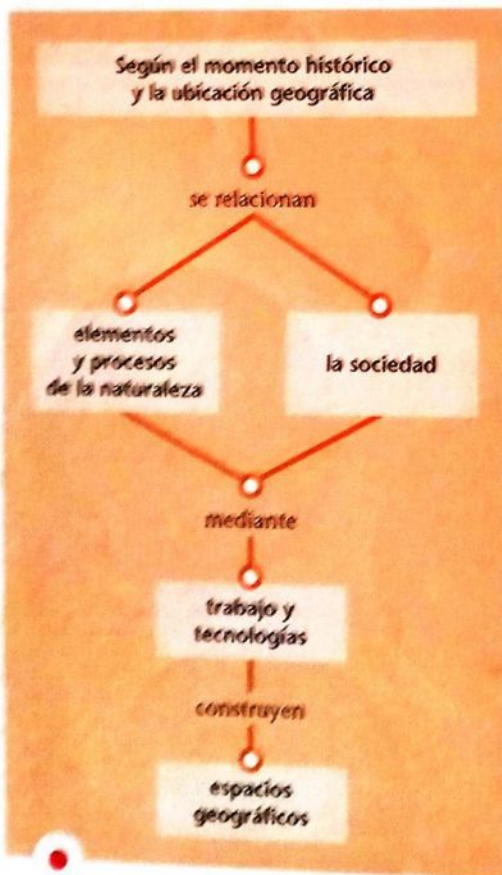 Según el momento histórico
y la ubicación geográfica
se relacionan
elementos
y procesos
de la naturaleza
la sociedad
mediante
trabajo y
tecnologías
construyen
espacios
geográficos